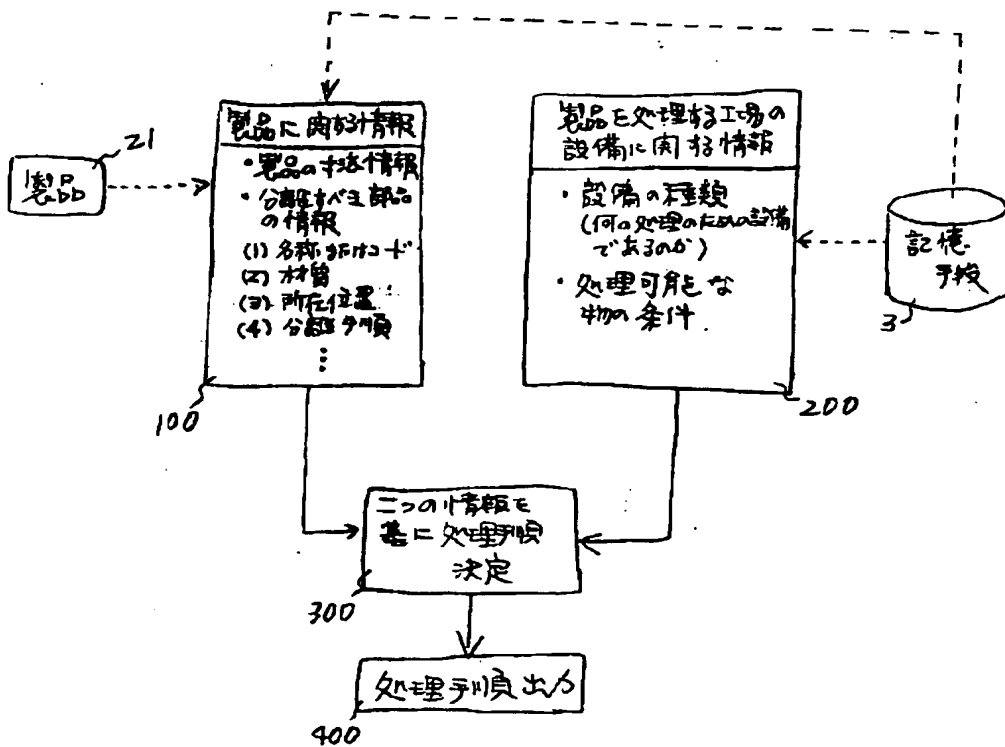 製品に関する情報
・製品の寸法情報
・分離すべき部品
の情報
(1) 名称またはコード
(2) 材質
(3) 所在位置
(4) 分離手順
⋮
100
製品
21
製品を処理する工場の
設備に関する情報
・設備の種類
(何の処理のための設備
であるのか)
・処理可能な
物の条件
200
記憶
手段
3
二つの情報を
基に処理手順
決定
300
処理手順出力
400